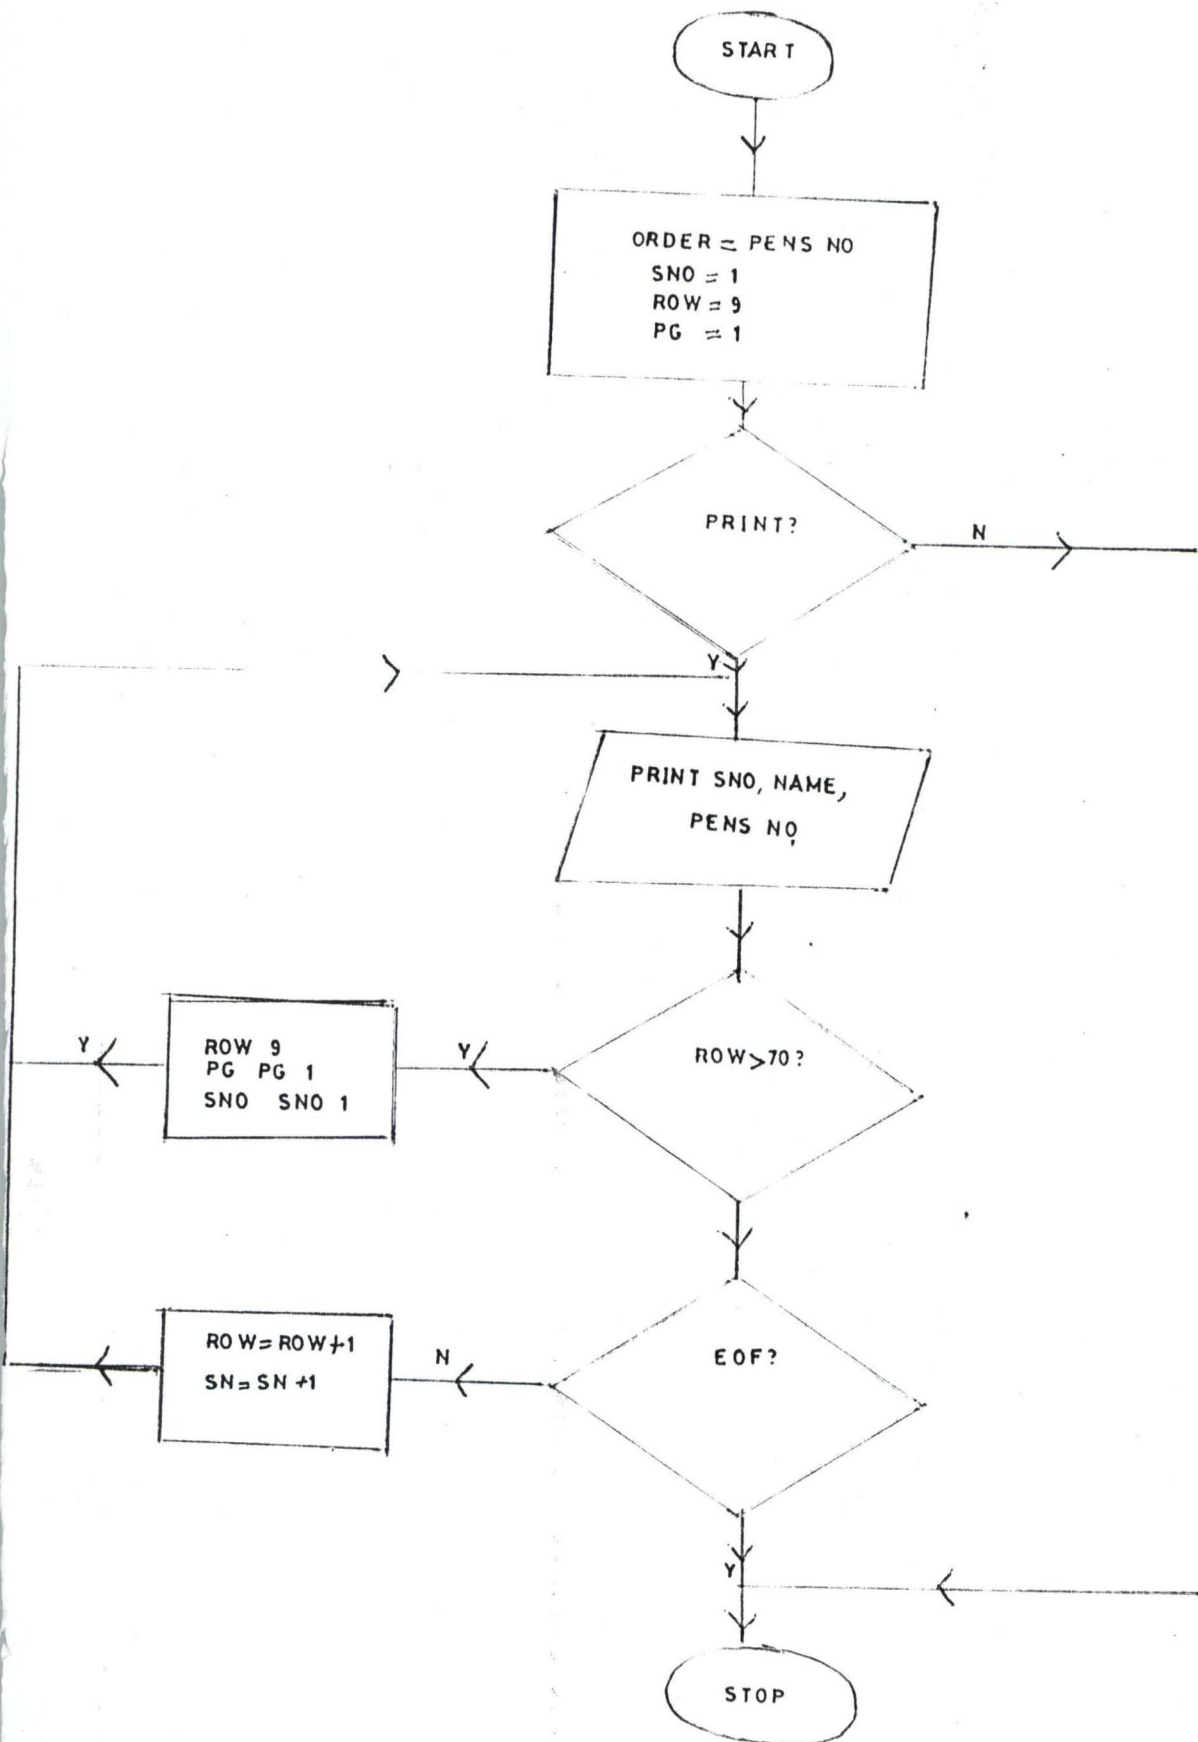 START
ORDER = PENS NO
SNO = 1
ROW = 9
PG = 1
PRINT?
N
Y
PRINT SNO, NAME,
PENS NO,
ROW>70?
Y
ROW 9
PG PG 1
SNO SNO 1
Y
EOF?
N
ROW=ROW+1
SN=SN+1
Y
STOP